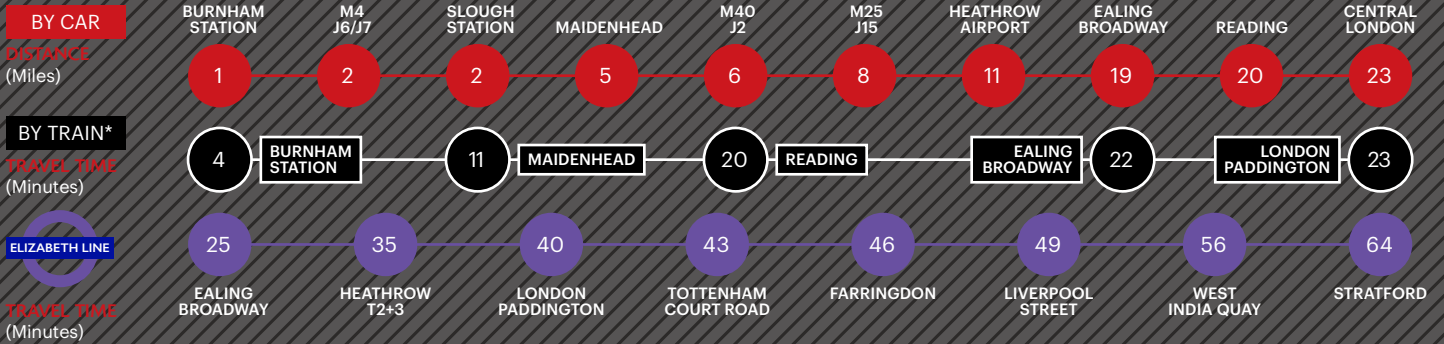 BY CAR
DISTANCE
(Miles)
BURNHAM
STATION
1
M4
J6/J7
2
SLOUGH
STATION
2
MAIDENHEAD
5
M40
J2
6
M25
J15
8
HEATHROW
AIRPORT
11
EALING
BROADWAY
19
READING
20
CENTRAL
LONDON
23
BY TRAIN*
TRAVEL TIME
(Minutes)
4
BURNHAM
STATION
11
MAIDENHEAD
20
READING
EALING
BROADWAY
22
LONDON
PADDINGTON
23
ELIZABETH LINE
TRAVEL TIME
(Minutes)
25
EALING
BROADWAY
35
HEATHROW
T2+3
40
LONDON
PADDINGTON
43
TOTTENHAM
COURT ROAD
46
FARRINGDON
49
LIVERPOOL
STREET
56
WEST
INDIA QUAY
64
STRATFORD